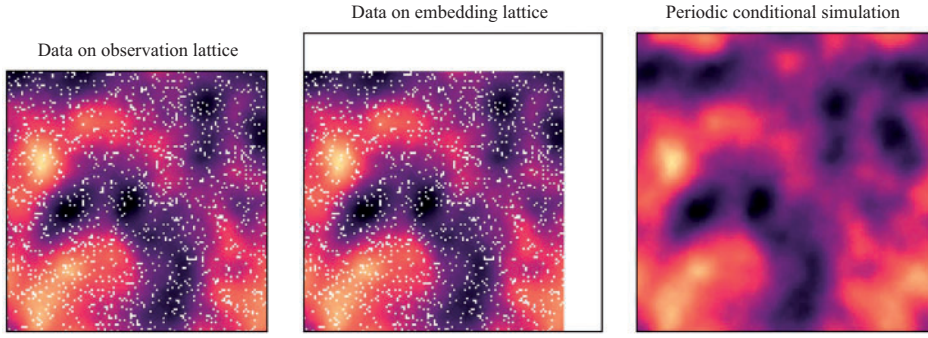 Data on observation lattice
Data on embedding lattice
Periodic conditional simulation